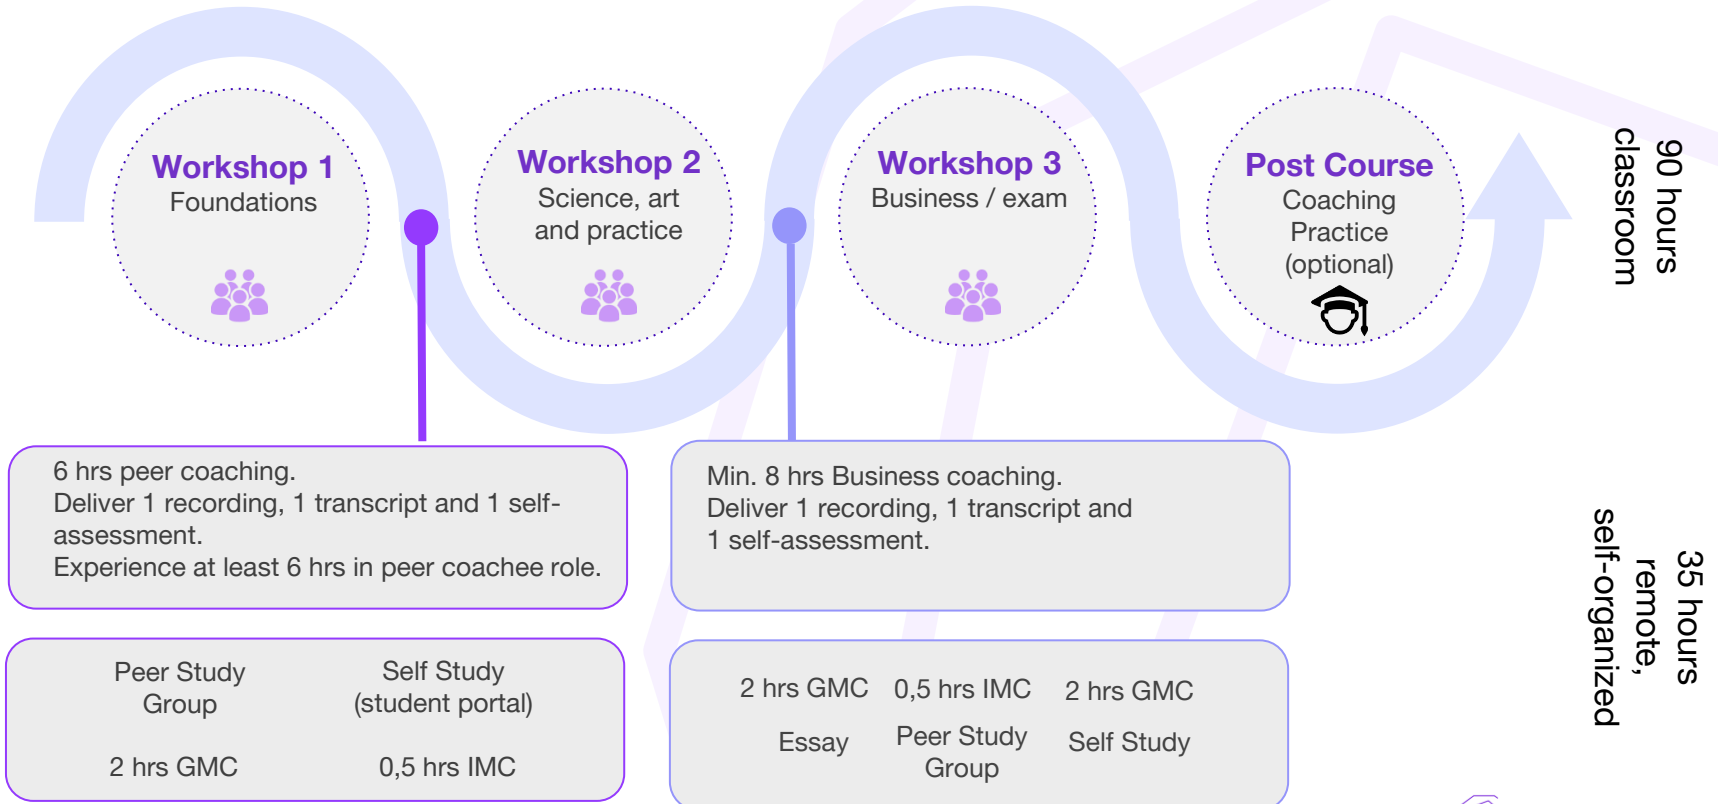 Workshop 1
Foundations
Workshop 2
Science, art
and practice
Workshop 3
Business / exam
Post Course
Coaching
Practice
(optional)
90 hours
classroom
6 hrs peer coaching.
Deliver 1 recording, 1 transcript and 1 self-
assessment.
Experience at least 6 hrs in peer coachee role.
Min. 8 hrs Business coaching.
Deliver 1 recording, 1 transcript and
1 self-assessment.
35 hours
remote,
self-organized
Peer Study
Group
Self Study
(student portal)
2 hrs GMC
0,5 hrs IMC
2 hrs GMC
0,5 hrs IMC
2 hrs GMC
Essay
Peer Study
Group
Self Study